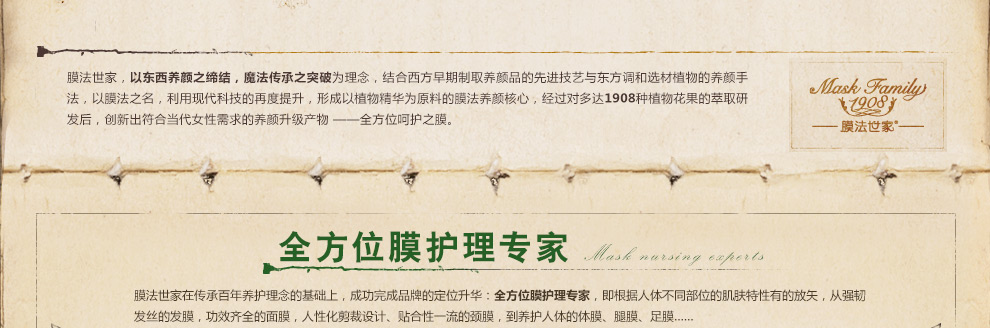 膜法世家，以东西养颜之缔结，魔法传承之突破为理念，结合西方早期制取养颜品的先进技艺与东方调和选材植物的养颜手
法，以膜法之名，利用现代科技的再度提升，形成以植物精华为原料的膜法养颜核心，经过对多达1908种植物花果的萃取研
发后，创新出符合当代女性需求的养颜升级产物 ——全方位呵护之膜。
Mask Family
1908
膜法世家®
全方位膜护理专家 Mask nursing experts
膜法世家在传承百年养护理念的基础上，成功完成品牌的定位升华：全方位膜护理专家，即根据人体不同部位的肌肤特性有的放矢，从强韧
发丝的发膜，功效齐全的面膜，人性化剪裁设计、贴合性一流的颈膜，到养护人体的体膜、腿膜、足膜......